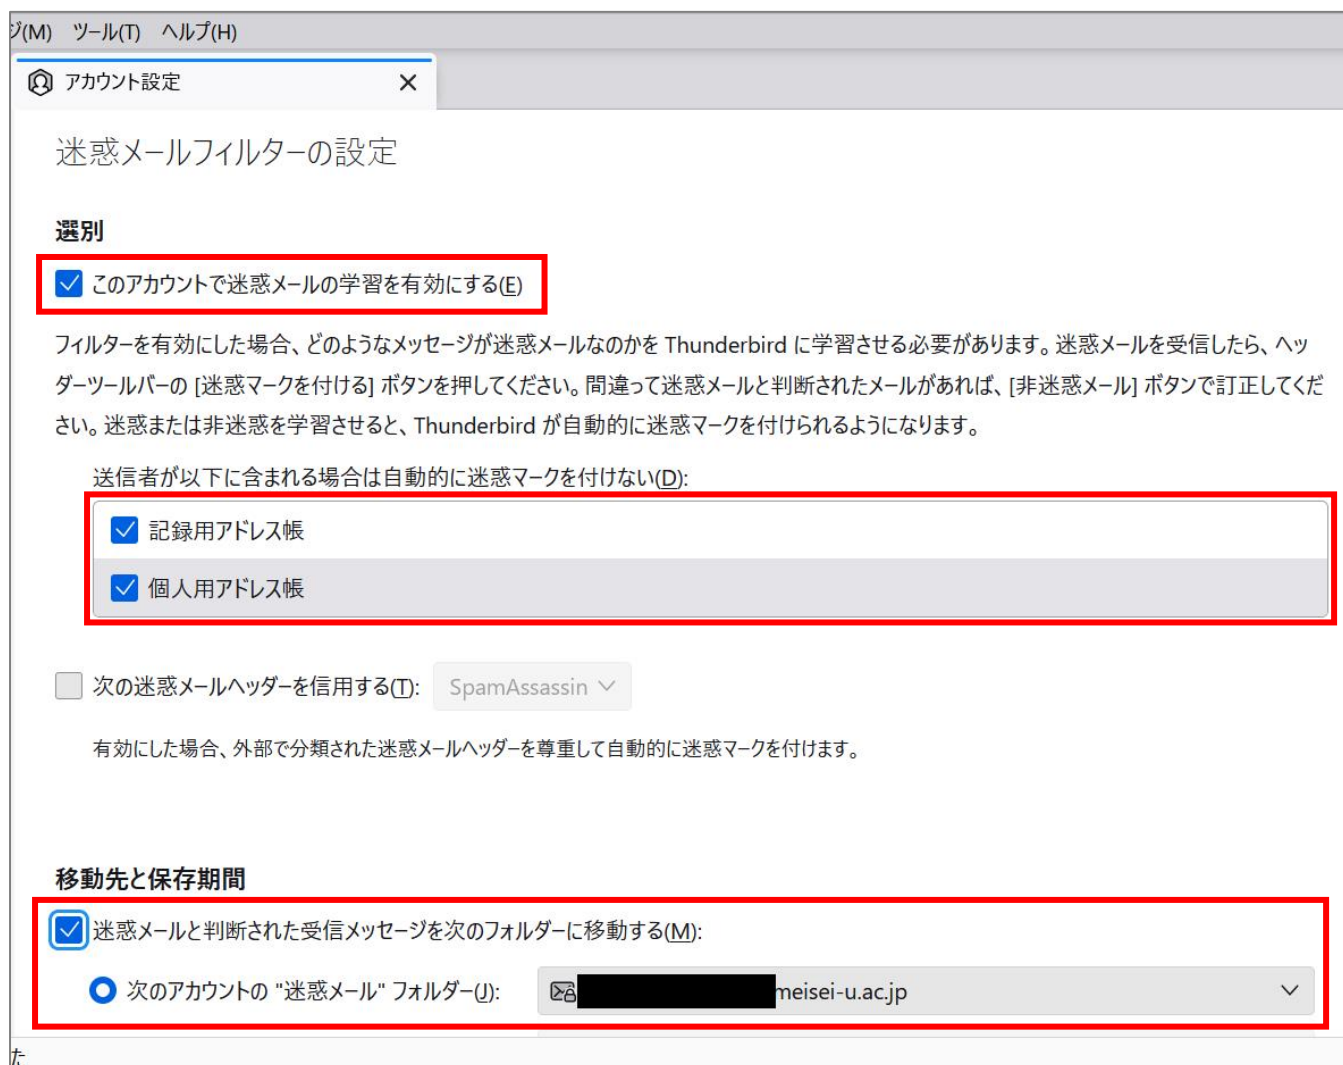 ジ(M) ツール(T) ヘルプ(H)
アカウント設定
迷惑メールフィルターの設定
選別
このアカウントで迷惑メールの学習を有効にする(E)
フィルターを有効にした場合、どのようなメッセージが迷惑メールなのかを Thunderbird に学習させる必要があります。迷惑メールを受信したら、ヘッ
ダーツールバーの [迷惑マークを付ける] ボタンを押してください。間違って迷惑メールと判断されたメールがあれば、[非迷惑メール] ボタンで訂正してくだ
さい。迷惑または非迷惑を学習させると、Thunderbird が自動的に迷惑マークを付けられるようになります。
送信者が以下に含まれる場合は自動的に迷惑マークを付けない(D):
記録用アドレス帳
個人用アドレス帳
次の迷惑メールヘッダーを信用する(T): SpamAssassin
有効にした場合、外部で分類された迷惑メールヘッダーを尊重して自動的に迷惑マークを付けます。
移動先と保存期間
迷惑メールと判断された受信メッセージを次のフォルダーに移動する(M):
次のアカウントの "迷惑メール" フォルダー(J): meisei-u.ac.jp
た